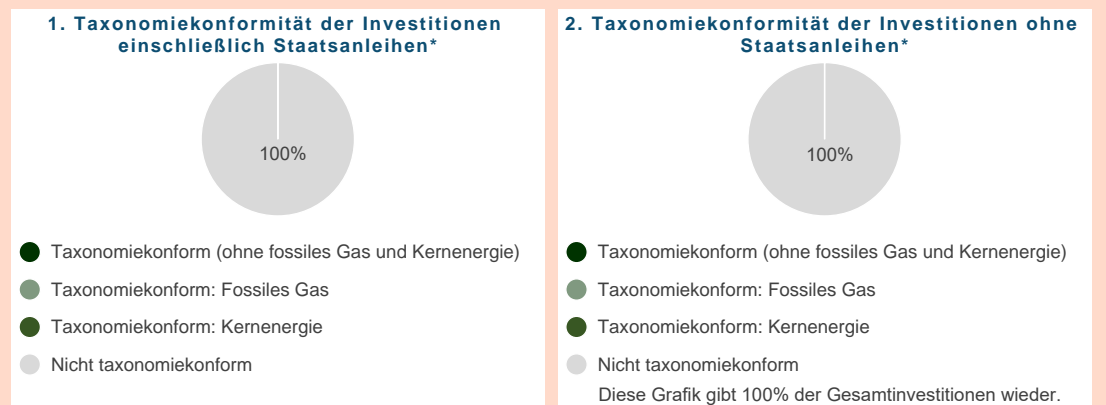 1. Taxonomiekonformität der Investitionen
einschließlich Staatsanleihen*
100%
Taxonomiekonform (ohne fossiles Gas und Kernenergie)
Taxonomiekonform: Fossiles Gas
Taxonomiekonform: Kernenergie
Nicht taxonomiekonform
2. Taxonomiekonformität der Investitionen ohne
Staatsanleihen*
100%
Taxonomiekonform (ohne fossiles Gas und Kernenergie)
Taxonomiekonform: Fossiles Gas
Taxonomiekonform: Kernenergie
Nicht taxonomiekonform
Diese Grafik gibt 100% der Gesamtinvestitionen wieder.